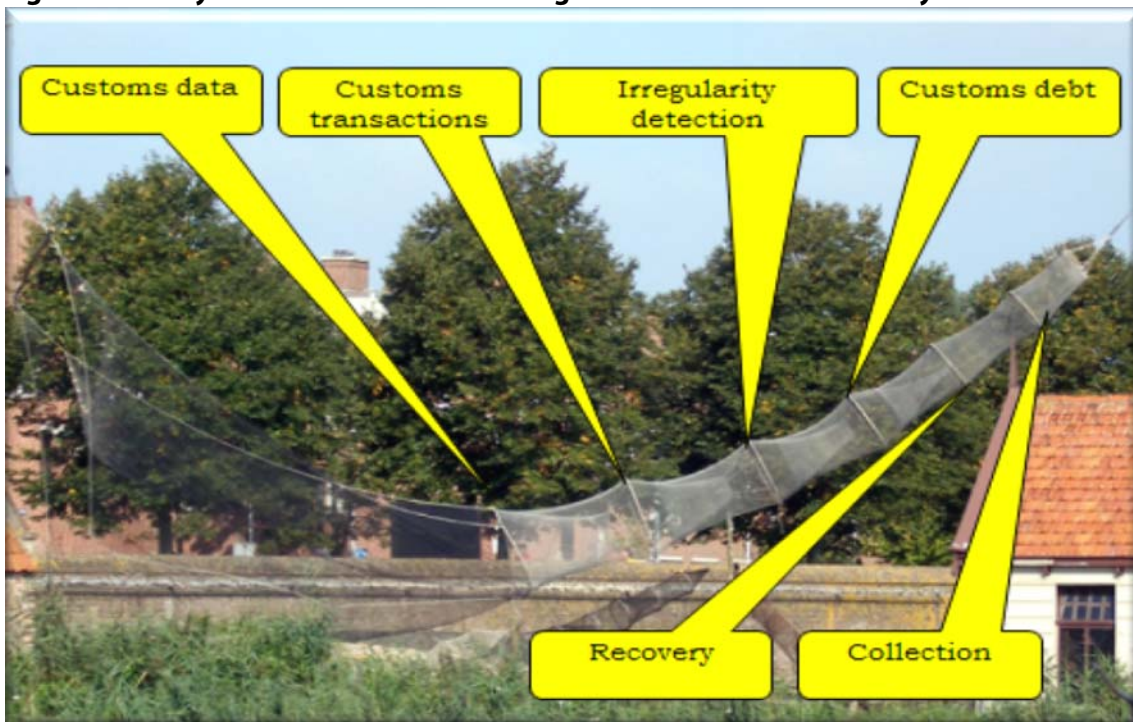 Customs data
Customs
transactions
Irregularity
detection
Customs debt
Recovery
Collection